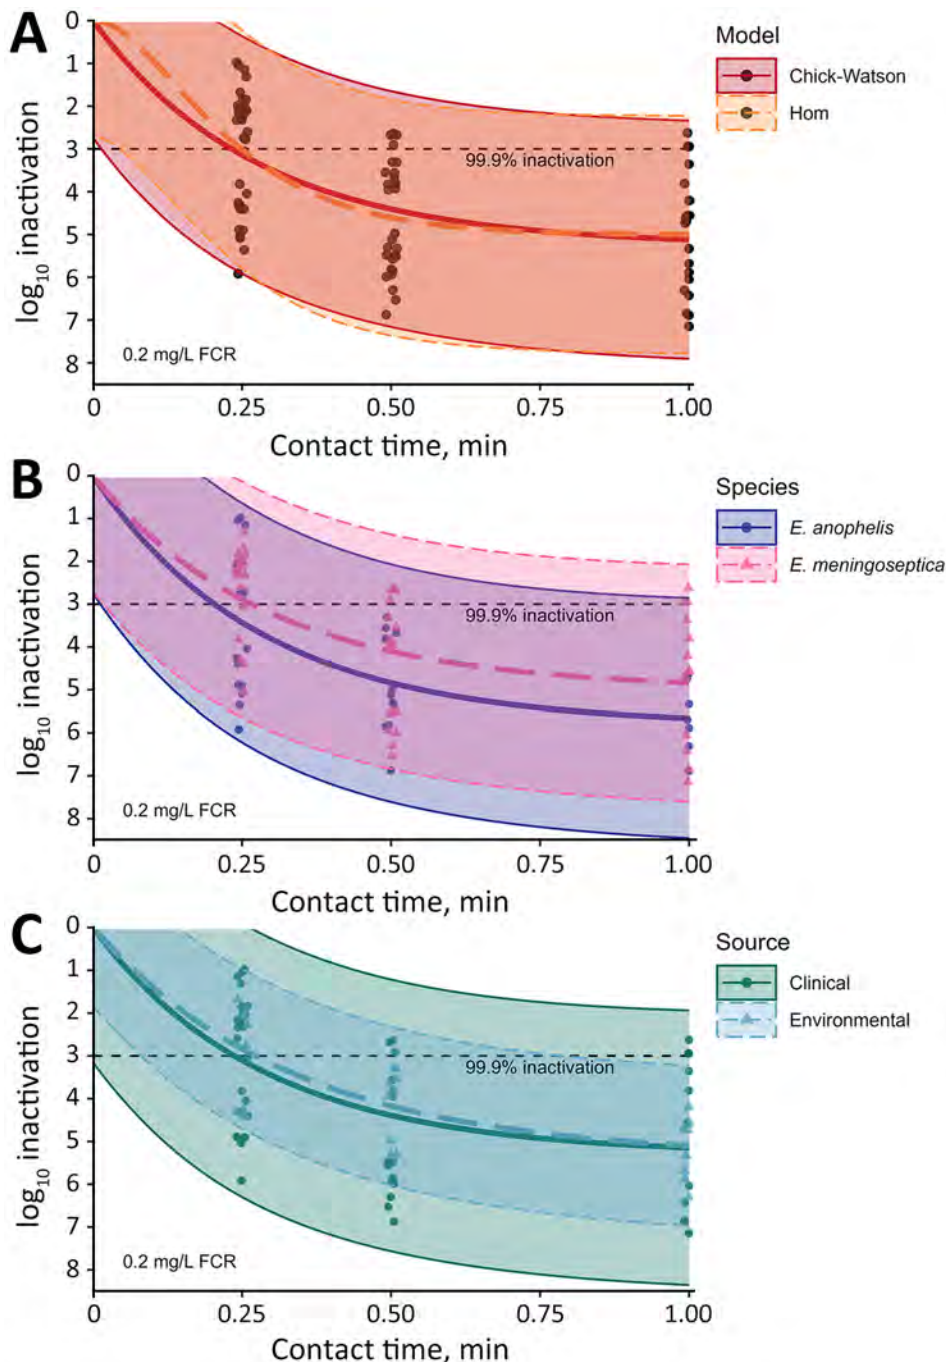 A
0
1
2
3
4
5
6
7
8
log10 inactivation
99.9% inactivation
0.2 mg/L FCR
0 0.25 0.50 0.75 1.00
Contact time, min
Model
Chick-Watson
Hom
B
0
1
2
3
4
5
6
7
8
log10 inactivation
99.9% inactivation
0.2 mg/L FCR
0 0.25 0.50 0.75 1.00
Contact time, min
Species
E. anophelis
E. meningoseptica
C
0
1
2
3
4
5
6
7
8
log10 inactivation
99.9% inactivation
0.2 mg/L FCR
0 0.25 0.50 0.75 1.00
Contact time, min
Source
Clinical
Environmental